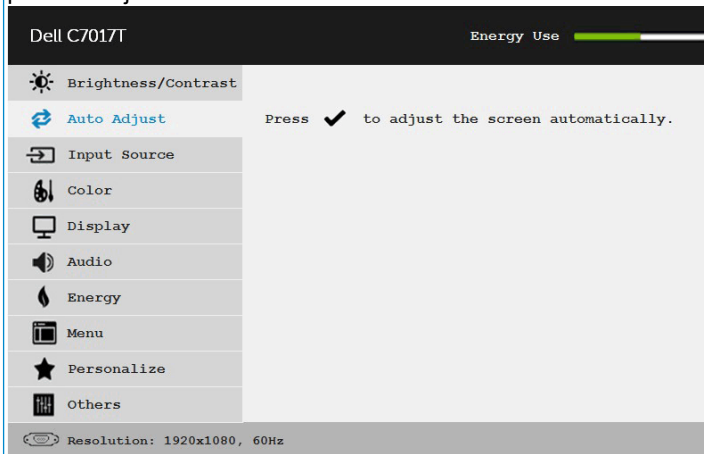 Dell C7017T
Energy Use
Brightness/Contrast
Auto Adjust
Press ✔ to adjust the screen automatically.
Input Source
Color
Display
Audio
Energy
Menu
Personalize
Others
Resolution: 1920x1080, 60Hz